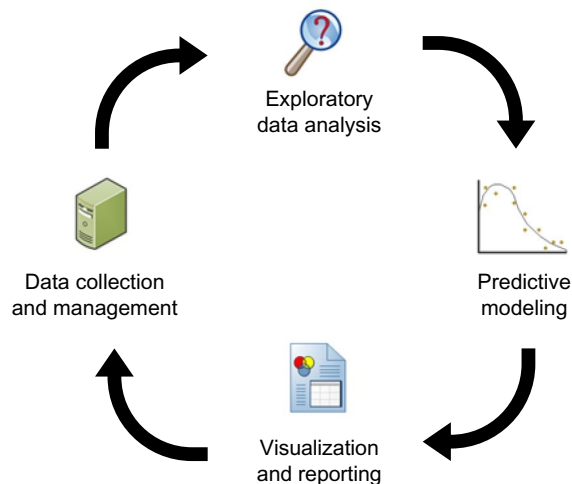 ?
Exploratory
data analysis
Data collection
and management
Predictive
modeling
Visualization
and reporting